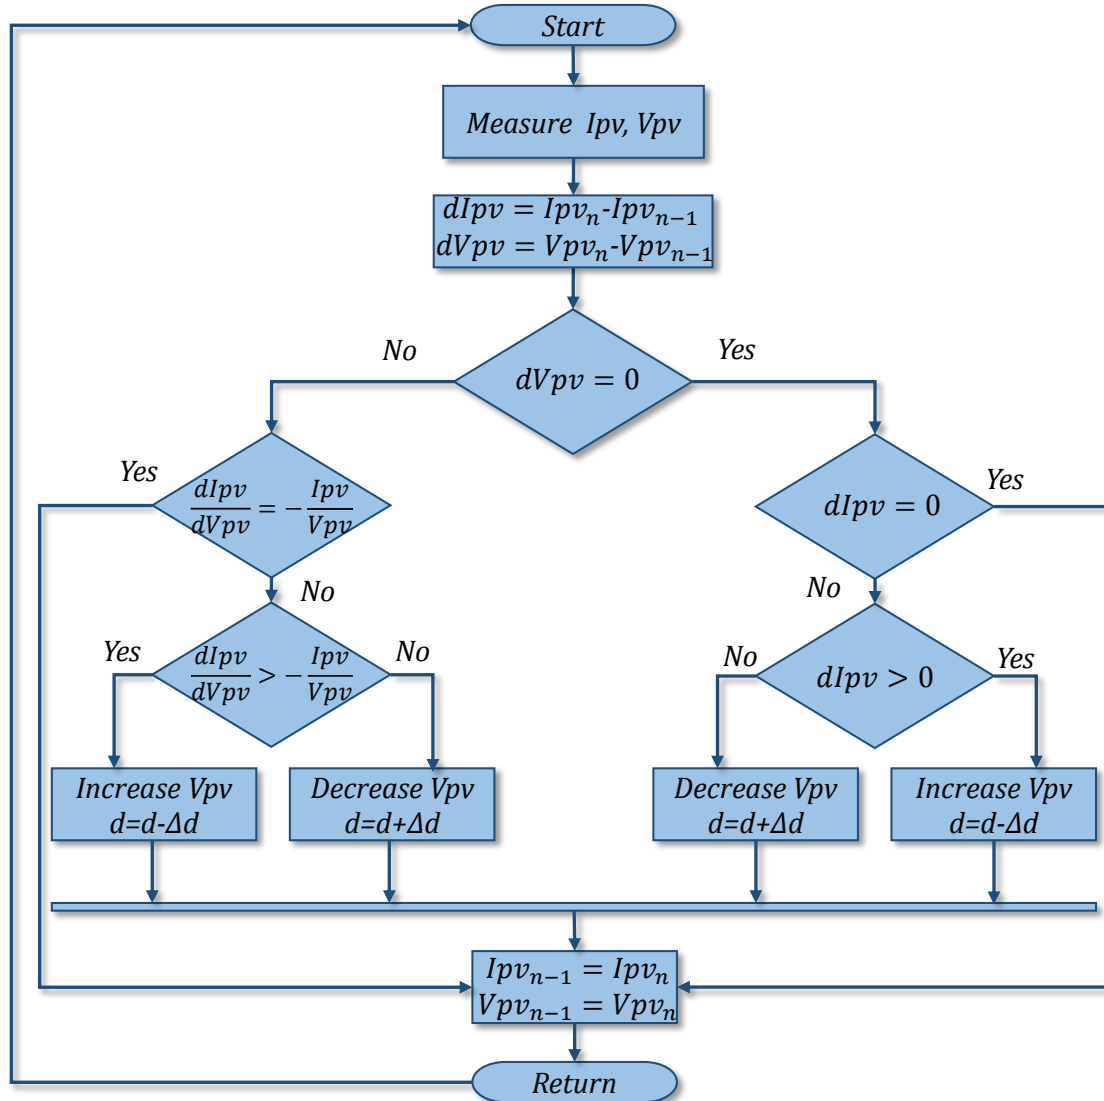 Start
Measure Ipv, Vpv
dIpv = Ipvₙ-Ipvₙ₋₁
dVpv = Vpvₙ-Vpvₙ₋₁
No
Yes
dVpv = 0
Yes
dIpv/dVpv = −Ipv/Vpv
dIpv = 0
Yes
No
No
Yes
dIpv/dVpv > −Ipv/Vpv
No
No
dIpv > 0
Yes
Increase Vpv
d=d-Δd
Decrease Vpv
d=d+Δd
Decrease Vpv
d=d+Δd
Increase Vpv
d=d-Δd
Ipvₙ₋₁ = Ipvₙ
Vpvₙ₋₁ = Vpvₙ
Return